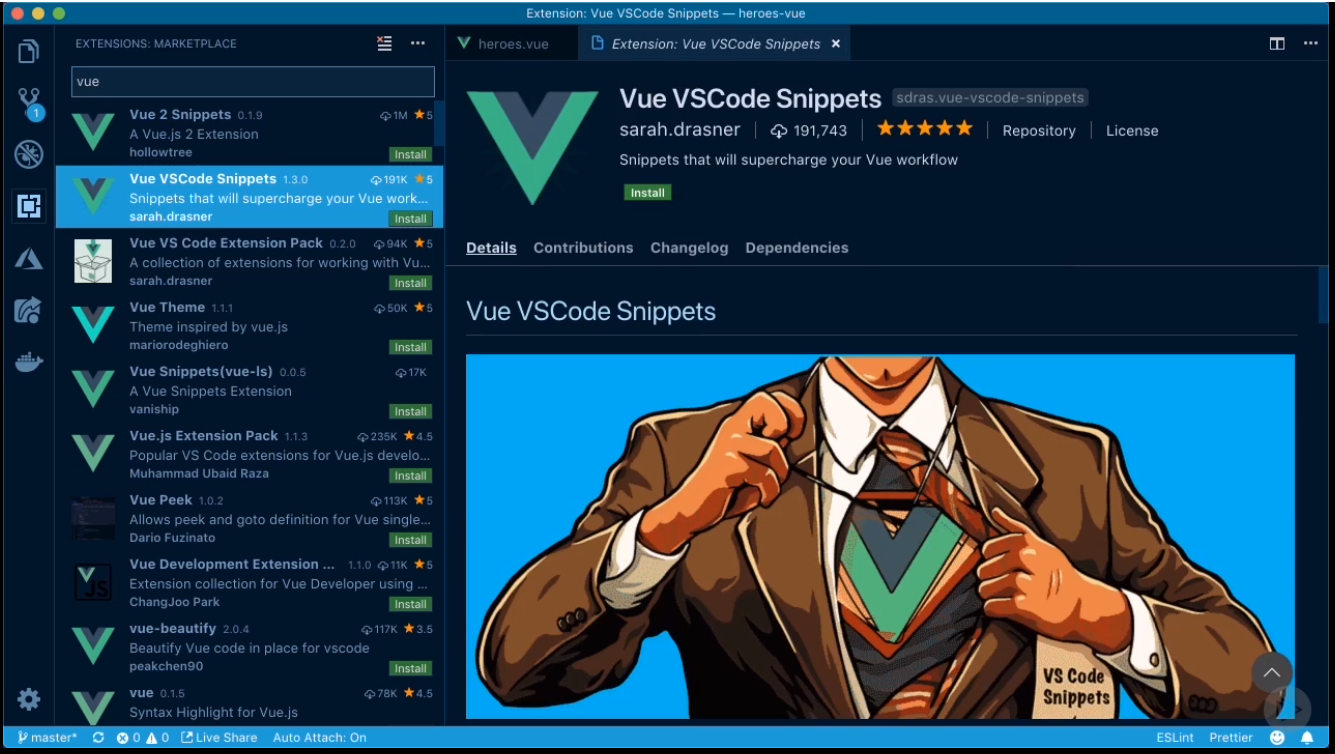 Extension: Vue VSCode Snippets — heroes-vue
EXTENSIONS: MARKETPLACE
vue
Vue 2 Snippets 0.1.9 1M ★5
A Vue.js 2 Extension
hollowtree Install
Vue VSCode Snippets 1.3.0 191K ★5
Snippets that will supercharge your Vue work...
sarah.drasner Install
Vue VS Code Extension Pack 0.2.0 94K ★5
A collection of extensions for working with Vu...
sarah.drasner Install
Vue Theme 1.1.1 50K ★5
Theme inspired by vue.js
mariorodeghiero Install
Vue Snippets(vue-ls) 0.0.5 17K
A Vue Snippets Extension
vaniship Install
Vue.js Extension Pack 1.1.3 235K ★4.5
Popular VS Code extensions for Vue.js develo...
Muhammad Ubaid Raza Install
Vue Peek 1.0.2 113K ★5
Allows peek and goto definition for Vue single...
Dario Fuzinato Install
Vue Development Extension ... 1.1.0 11K ★5
Extension collection for Vue Developer using ...
ChangJoo Park Install
vue-beautify 2.0.4 117K ★3.5
Beautify Vue code in place for vscode
peakchen90 Install
vue 0.1.5 78K ★4.5
Syntax Highlight for Vue.js
1
JS
heroes.vue Extension: Vue VSCode Snippets ×
Vue VSCode Snippets sdras.vue-vscode-snippets
sarah.drasner 191,743 ★★★★★ Repository License
Snippets that will supercharge your Vue workflow
Install
Details Contributions Changelog Dependencies
Vue VSCode Snippets
VS Code
Snippets
master* 0 0 Live Share Auto Attach: On ESLint Prettier